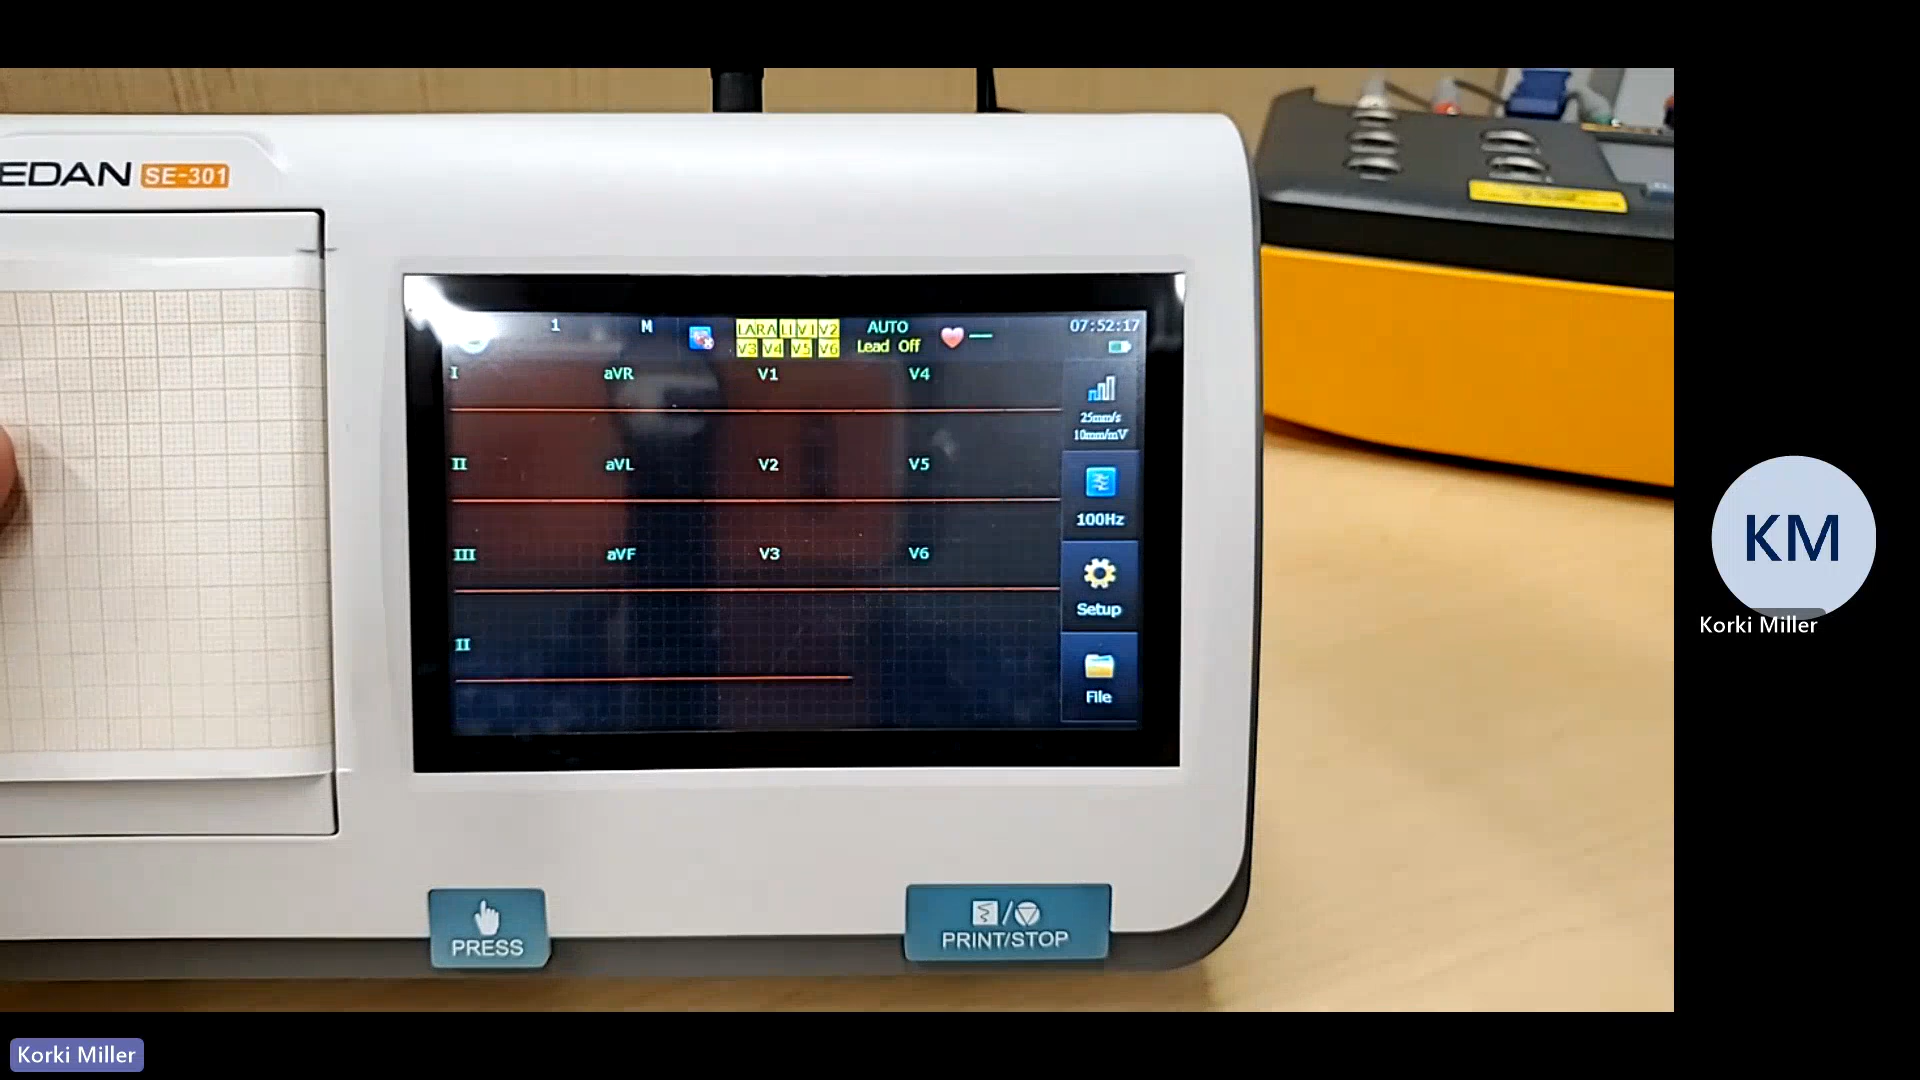 EDAN SE-301
1 M LA RA LL V1 V2 AUTO 07:52:17
V3 V4 V5 V6 Lead Off
I aVR V1 V4
25mm/s
10mm/mV
II aVL V2 V5
100Hz
III aVF V3 V6
Setup
II
File
PRESS
PRINT/STOP
KM
Korki Miller
Korki Miller